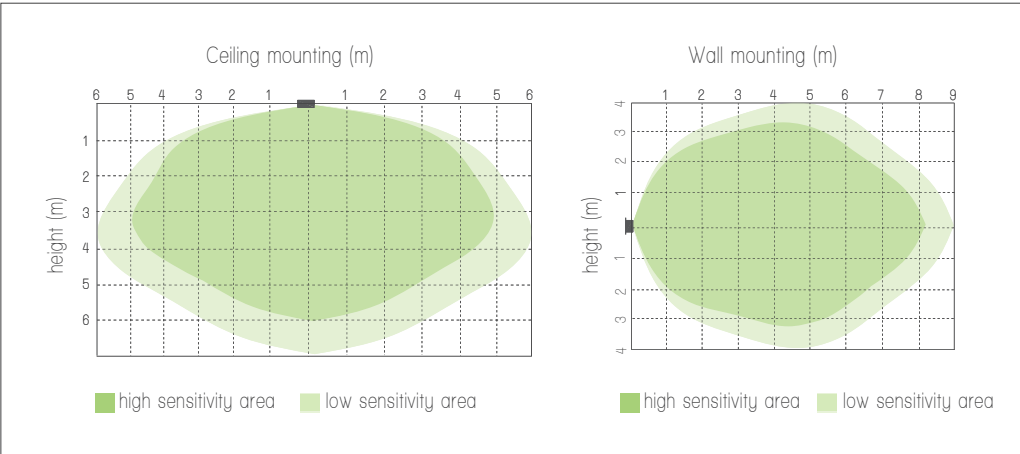 Ceiling mounting (m)
6 5 4 3 2 1 1 2 3 4 5 6
height (m)
1
2
3
4
5
6
high sensitivity area
low sensitivity area
Wall mounting (m)
1 2 3 4 5 6 7 8 9
height (m)
4
3
2
1
1
2
3
4
high sensitivity area
low sensitivity area